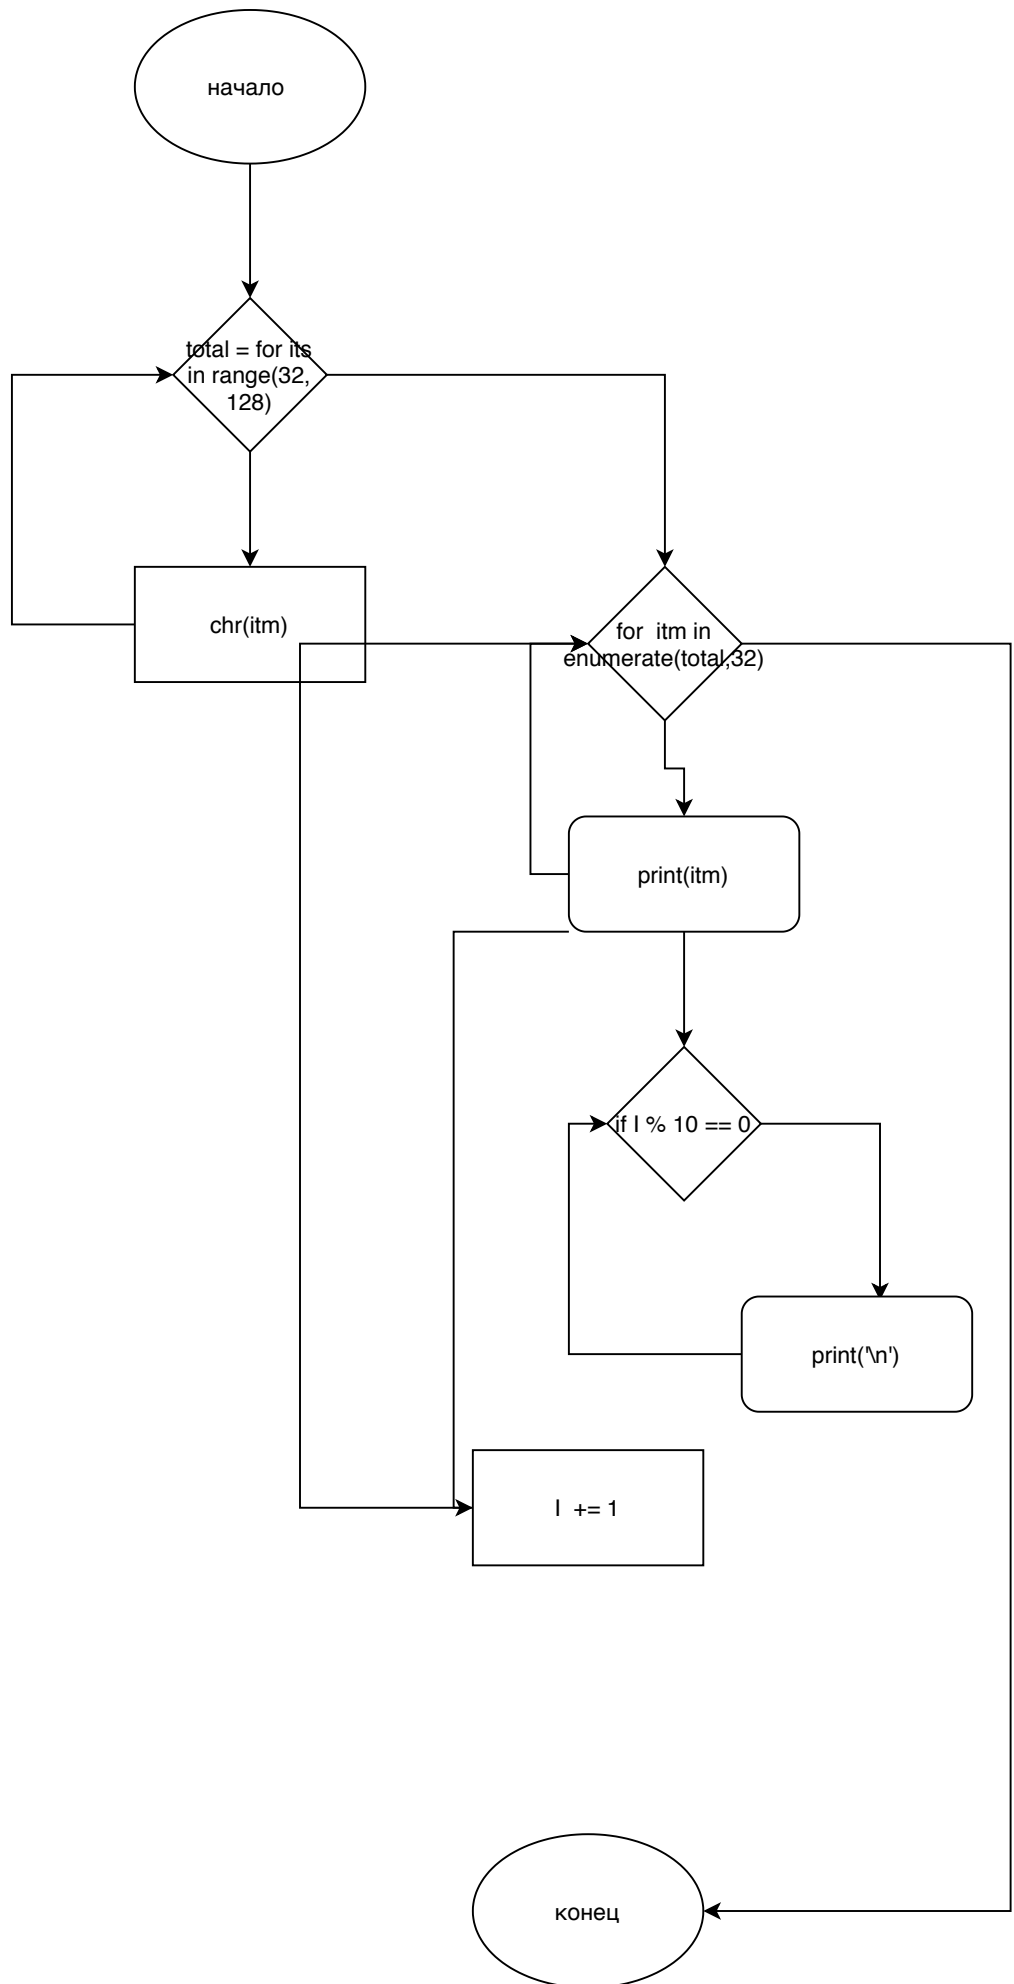 начало
total = for its
in range(32,
128)
chr(itm)
for  itm in
enumerate(total,32)
print(itm)
if I % 10 == 0
print('\n')
I  += 1
конец